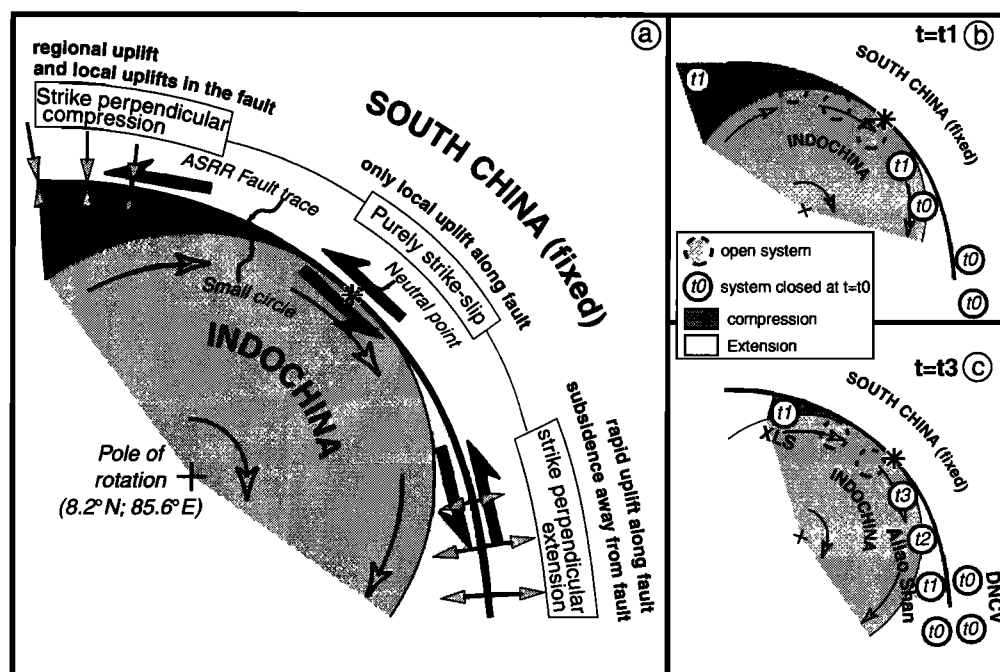 a
regional uplift
and local uplifts in the fault
Strike perpendicular
compression
ASRR Fault trace
Small circle
SOUTH CHINA (fixed)
only local uplift along fault
Purely strike-slip
Neutral point
INDOCHINA
Pole of
rotation
(8.2°N; 85.6°E)
rapid uplift along fault
subsidence away from fault
strike perpendicular
extension
t=t1 b
t1
SOUTH CHINA (fixed)
INDOCHINA
t1
t0
t0
t0
open system
t0 system closed at t=t0
compression
Extension
t=t3 c
SOUTH CHINA (fixed)
t1
XLS
INDOCHINA
t3
t2
Ailao Shan
t1
t0
t0
t0
DNCV